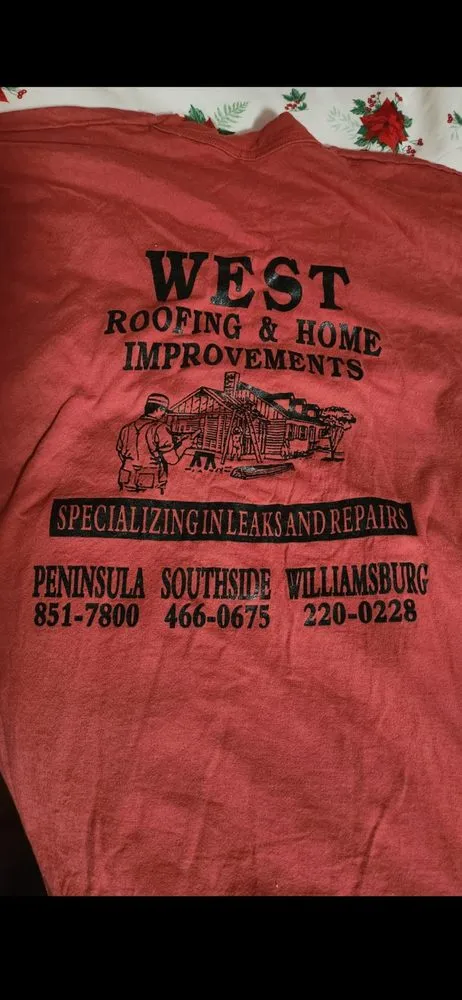 WEST
ROOFING & HOME
IMPROVEMENTS
SPECIALIZING IN LEAKS AND REPAIRS
PENINSULA SOUTHSIDE WILLIAMSBURG
851-7800 466-0675 220-0228